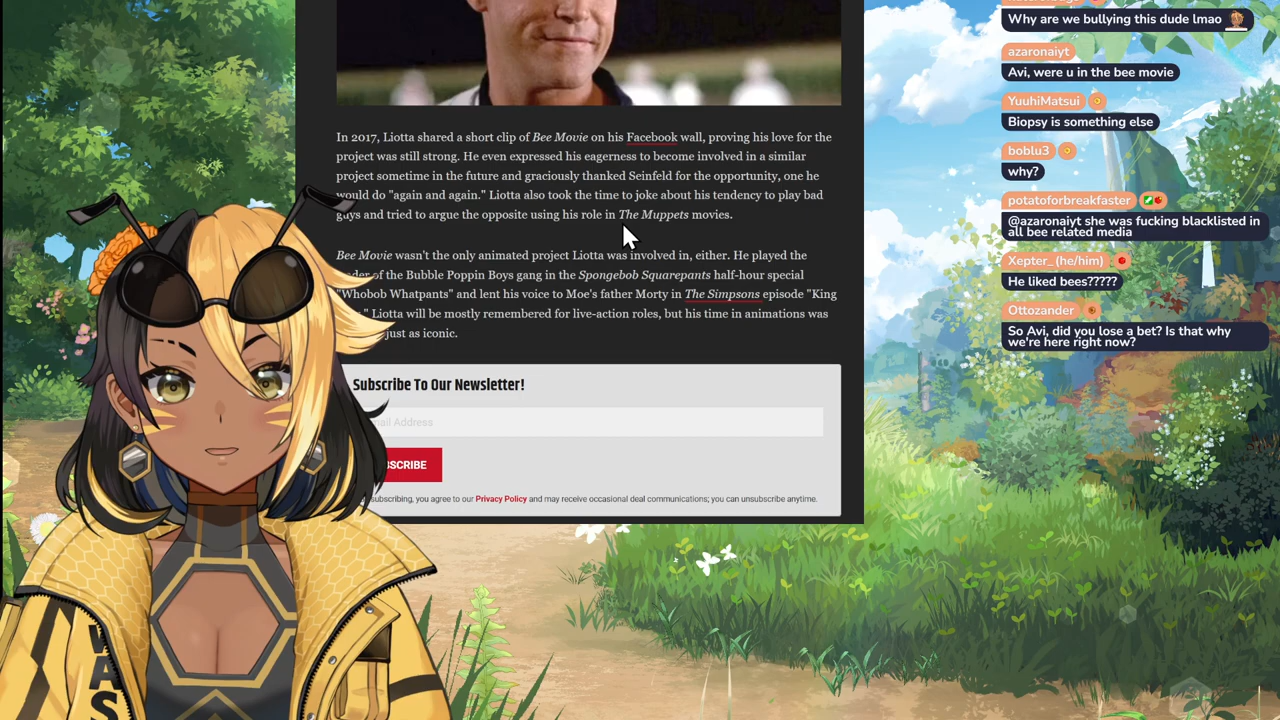 In 2017, Liotta shared a short clip of Bee Movie on his Facebook wall, proving his love for the
project was still strong. He even expressed his eagerness to become involved in a similar
project sometime in the future and graciously thanked Seinfeld for the opportunity, one he
would do "again and again." Liotta also took the time to joke about his tendency to play bad
guys and tried to argue the opposite using his role in The Muppets movies.
Bee Movie wasn't the only animated project Liotta was involved in, either. He played the
of the Bubble Poppin Boys gang in the Spongebob Squarepants half-hour special
"Whobob Whatpants" and lent his voice to Moe's father Morty in The Simpsons episode "King
Liotta will be mostly remembered for live-action roles, but his time in animations was
just as iconic.
Subscribe To Our Newsletter!
Address
subscribing, you agree to our Privacy Policy and may receive occasional deal communications; you can unsubscribe anytime.
Why are we bullying this dude lmao
azaronaiyt
Avi, were u in the bee movie
YuuhiMatsui
Biopsy is something else
boblu3
why?
potatoforbreakfaster
@azaronaiyt she was fucking blacklisted in
all bee related media
Xepter_(he/him)
He liked bees?????
Ottozander
So Avi, did you lose a bet? Is that why
we're here right now?